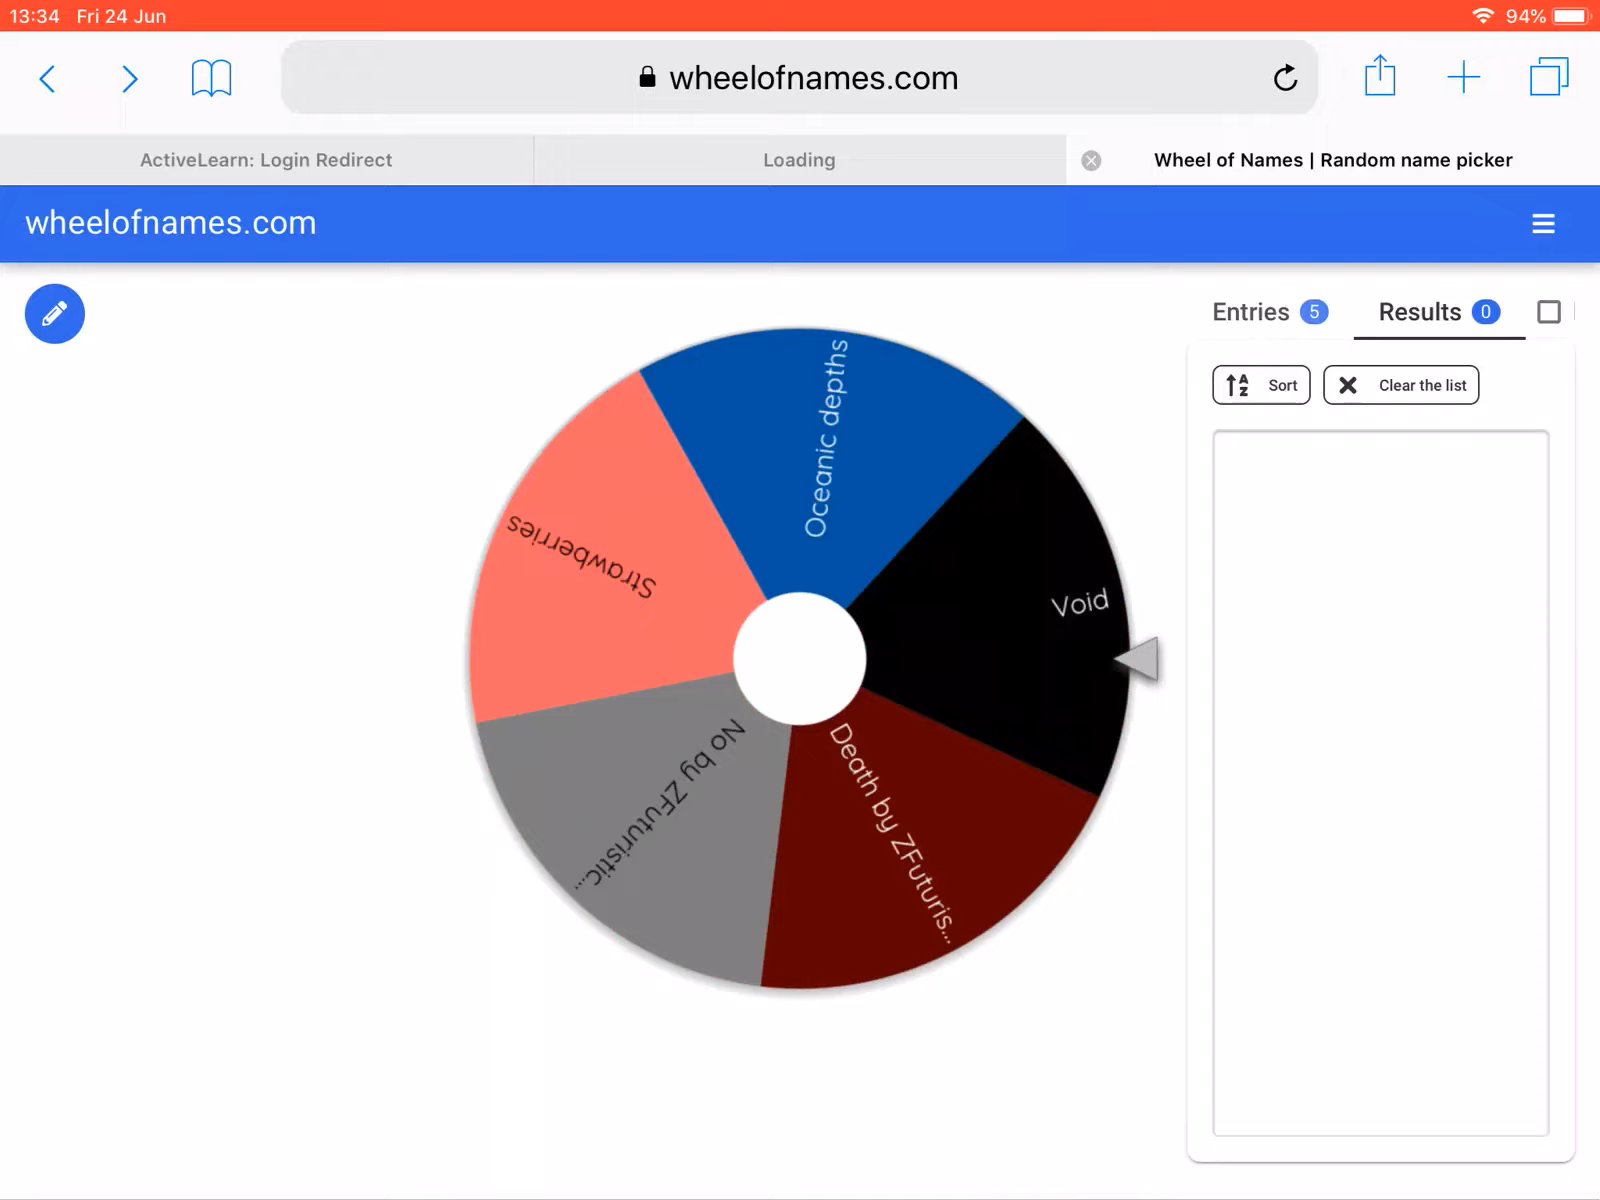 13:34 Fri 24 Jun
94%
wheelofnames.com
ActiveLearn: Login Redirect
Loading
Wheel of Names | Random name picker
wheelofnames.com
Entries 5
Results 0
Sort
Clear the list
Oceanic depths
Void
Strawberries
No by ZFuturistic...
Death by ZFuturis...